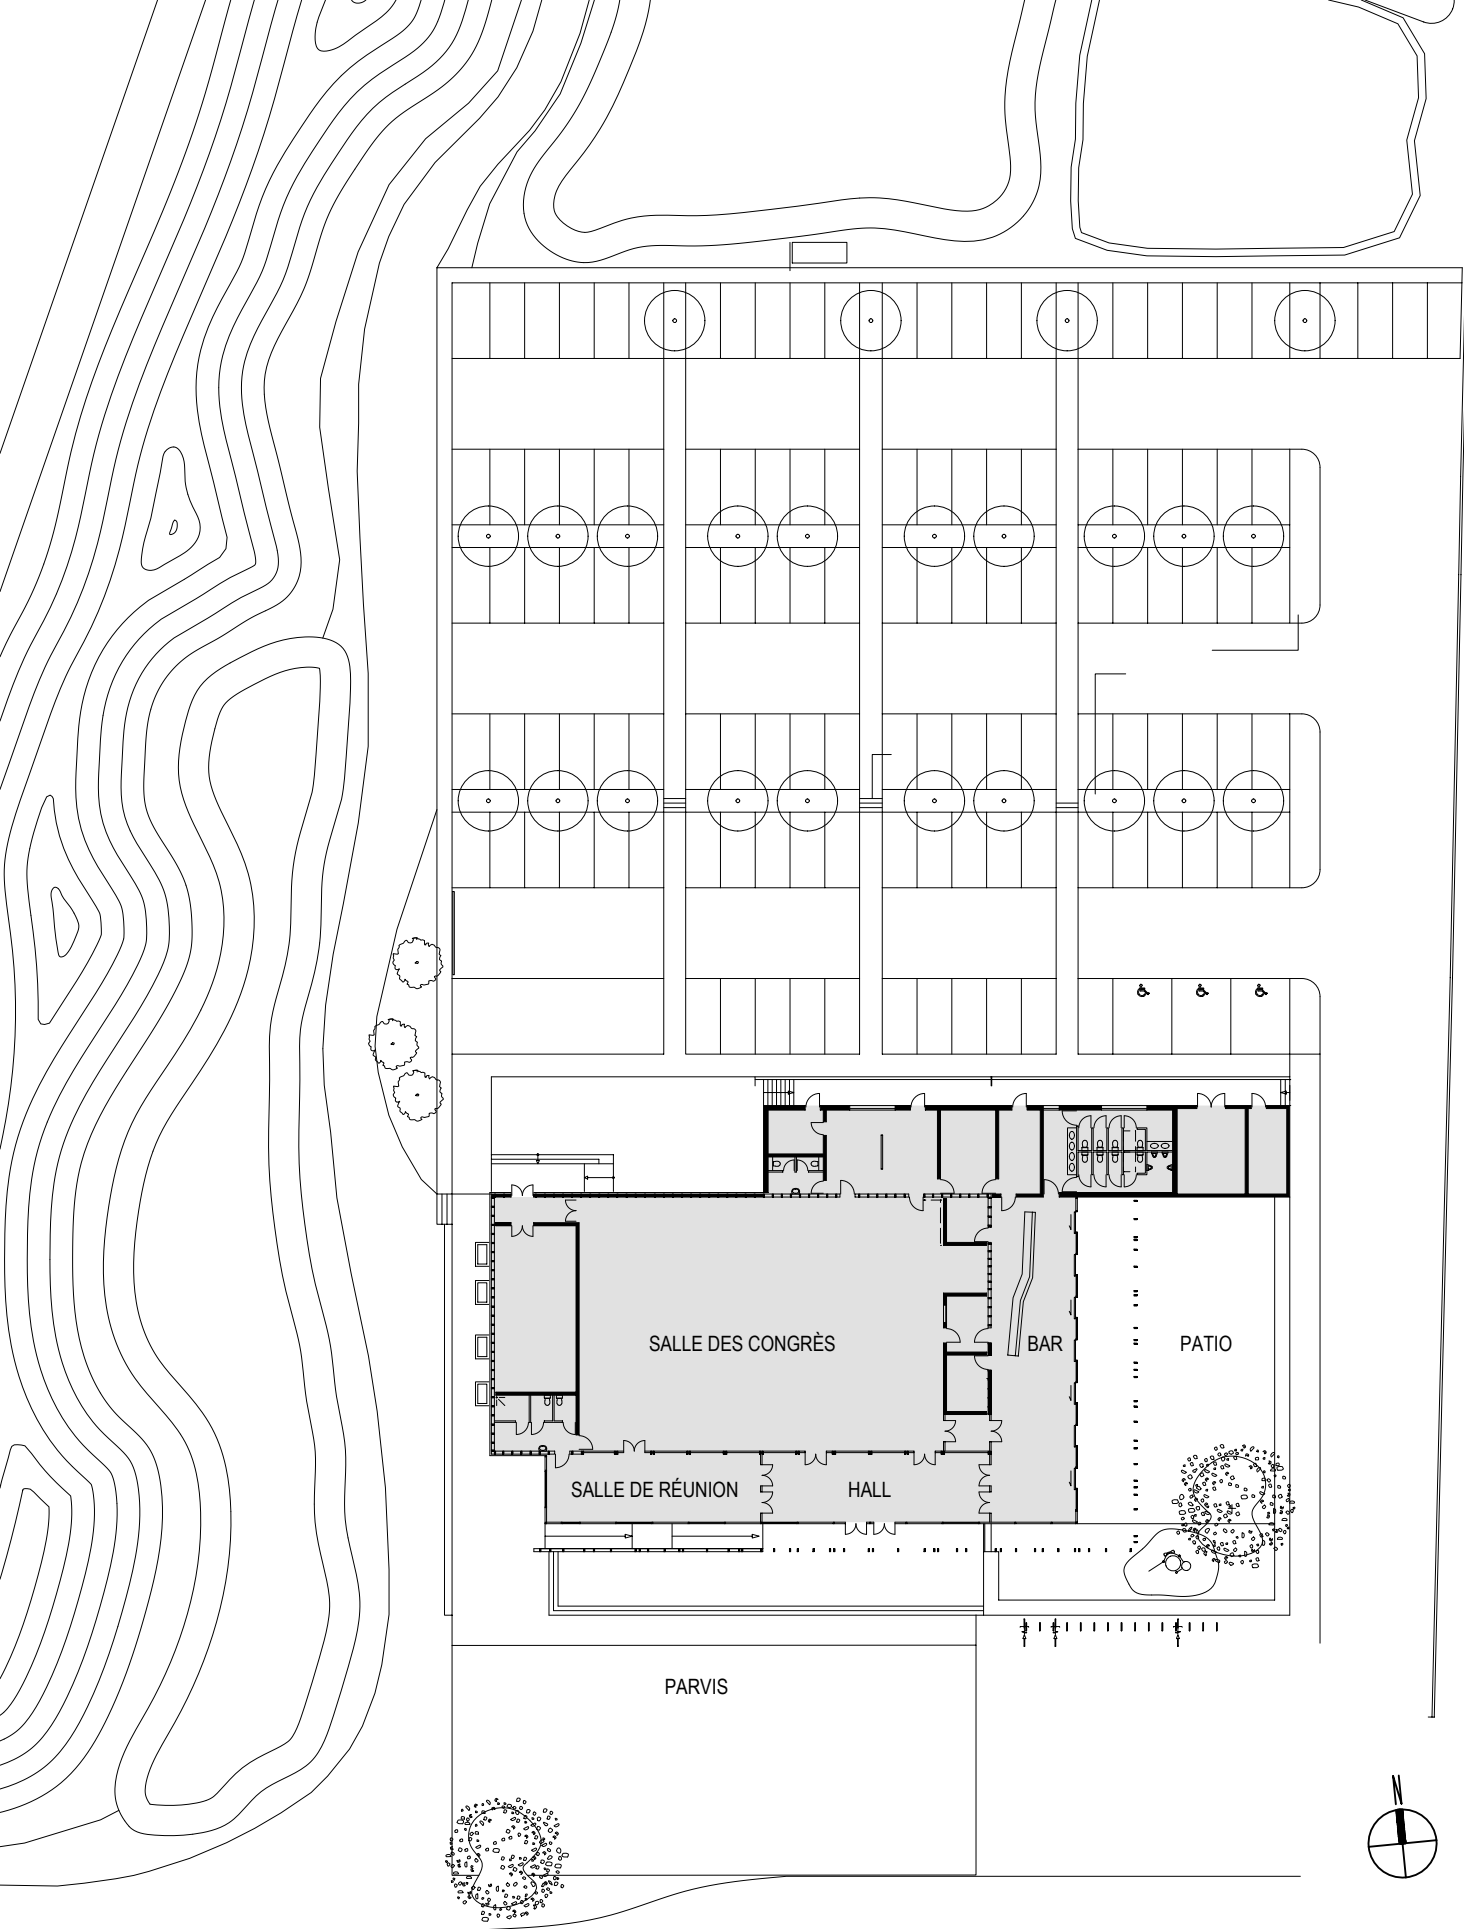 SALLE DES CONGRÈS
BAR
PATIO
SALLE DE RÉUNION
HALL
PARVIS
N